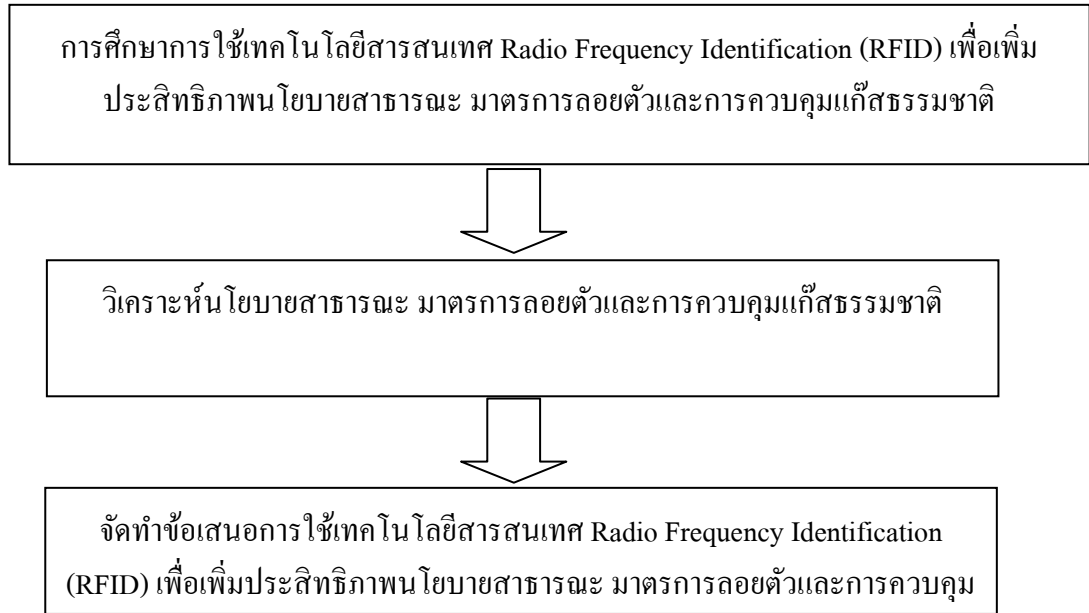 การศึกษาการใช้เทคโนโลยีสารสนเทศ Radio Frequency Identification (RFID) เพื่อเพิ่ม
ประสิทธิภาพนโยบายสาธารณะ มาตรการลอยตัวและการควบคุมแก๊สธรรมชาติ
วิเคราะห์นโยบายสาธารณะ มาตรการลอยตัวและการควบคุมแก๊สธรรมชาติ
จัดทำข้อเสนอการใช้เทคโนโลยีสารสนเทศ Radio Frequency Identification
(RFID) เพื่อเพิ่มประสิทธิภาพนโยบายสาธารณะ มาตรการลอยตัวและการควบคุม